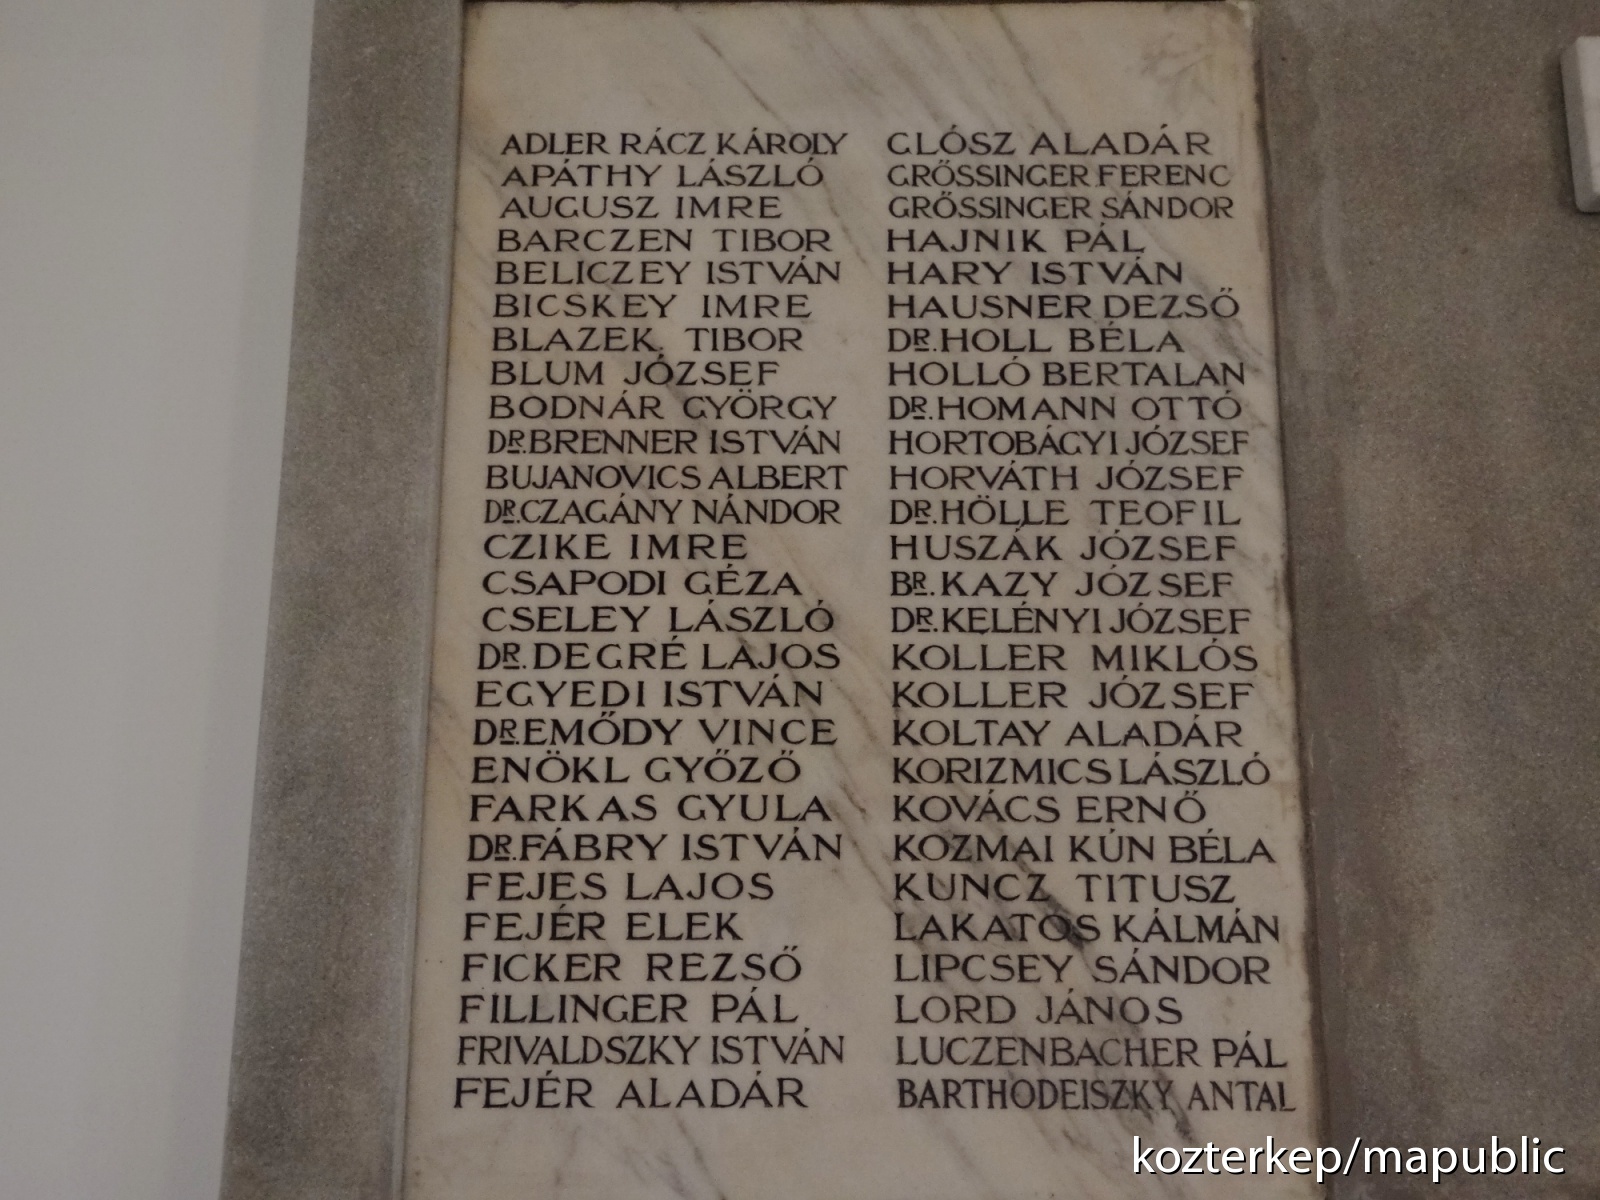 ADLER RÁCZ KÁROLY
APÁTHY LÁSZLÓ
AUGUSZ IMRE
BARCZEN TIBOR
BELICZEY ISTVÁN
BICSKEY IMRE
BLAZEK TIBOR
BLUM JÓZSEF
BODNÁR GYÖRGY
DR. BRENNER ISTVÁN
BUJANOVICS ALBERT
DR. CZAGÁNY NÁNDOR
CZIKE IMRE
CSAPODI GÉZA
CSELEY LÁSZLÓ
DR. DEGRÉ LAJOS
EGYEDI ISTVÁN
DR. EMŐDY VINCE
ENÖKL GYŐZŐ
FARKAS GYULA
DR. FÁBRY ISTVÁN
FEJES LAJOS
FEJÉR ELEK
FICKER REZSŐ
FILLINGER PÁL
FRIVALDSZKY ISTVÁN
FEJÉR ALADÁR
GLÓSZ ALADÁR
GRŐSSINGER FERENC
GRŐSSINGER SÁNDOR
HAJNIK PÁL
HARY ISTVÁN
HAUSNER DEZSŐ
DR. HOLL BÉLA
HOLLÓ BERTALAN
DR. HOMANN OTTÓ
HORTOBÁGYI JÓZSEF
HORVÁTH JÓZSEF
DR. HÖLLE TEOFIL
HUSZÁK JÓZSEF
BR. KAZY JÓZSEF
DR. KELÉNYI JÓZSEF
KOLLER MIKLÓS
KOLLER JÓZSEF
KOLTAY ALADÁR
KORIZMICS LÁSZLÓ
KOVÁCS ERNŐ
KOZMAI KÚN BÉLA
KUNCZ TITUSZ
LAKATOS KÁLMÁN
LIPCSEY SÁNDOR
LORD JÁNOS
LUCZENBACHER PÁL
BARTHODEISZKY ANTAL
kozterkep/mapublic